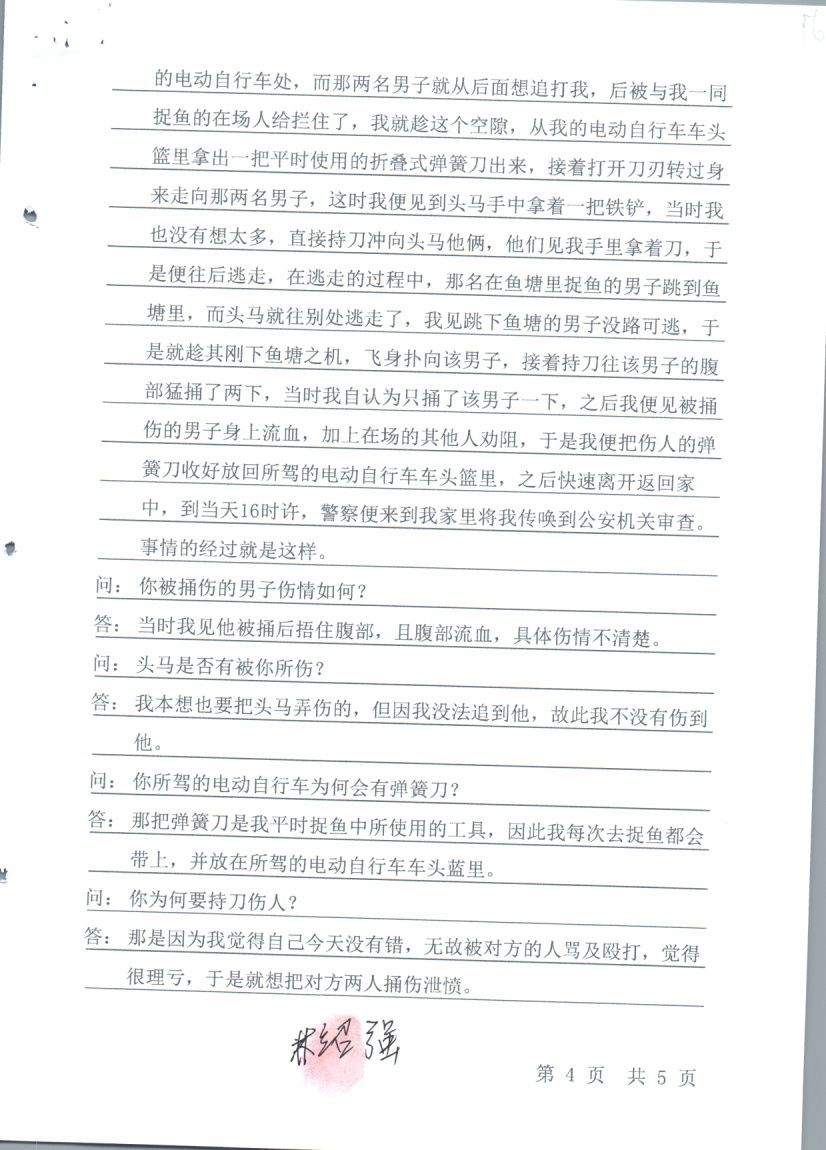 的电动自行车处，而那两名男子就从后面想追打我，后被与我一同
捉鱼的在场人给拦住了，我就趁这个空隙，从我的电动自行车车头
篮里拿出一把平时使用的折叠式弹簧刀出来，接着打开刀刃转过身
来走向那两名男子，这时我便见到头马手中拿着一把铁铲，当时我
也没有想太多，直接持刀冲向头马他俩，他们见我手里拿着刀，于
是便往后逃走，在逃走的过程中，那名在鱼塘里捉鱼的男子跳到鱼
塘里，而头马就往别处逃走了，我见跳下鱼塘的男子没路可逃，于
是就趁其刚下鱼塘之机，飞身扑向该男子，接着持刀往该男子的腹
部猛捅了两下，当时我自认为只捅了该男子一下，之后我便见被捅
伤的男子身上流血，加上在场的其他人劝阻，于是我便把伤人的弹
簧刀收好放回所驾的电动自行车车头篮里，之后快速离开返回家
中，到当天16时许，警察便来到我家里将我传唤到公安机关审查。
事情的经过就是这样。
问：你被捅伤的男子伤情如何？
答：当时我见他被捅后捂住腹部，且腹部流血，具体伤情不清楚。
问：头马是否有被你所伤？
答：我本想也要把头马弄伤的，但因我没法追到他，故此我不没有伤到
他。
问：你所驾的电动自行车为何会有弹簧刀？
答：那把弹簧刀是我平时捉鱼中所使用的工具，因此我每次去捉鱼都会
带上，并放在所驾的电动自行车车头蓝里。
问：你为何要持刀伤人？
答：那是因为我觉得自己今天没有错，无故被对方的人骂及殴打，觉得
很理亏，于是就想把对方两人捅伤泄愤。
林绍强
第 4 页 共 5 页